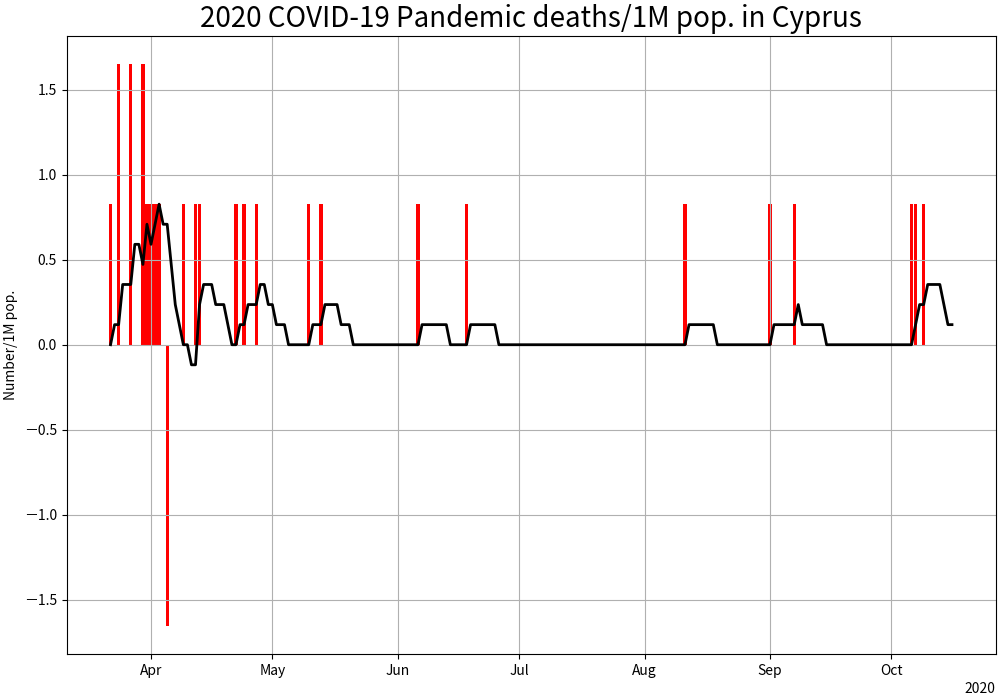 2020 COVID-19 Pandemic deaths/1M pop. in Cyprus
Number/1M pop.
1.5
1.0
0.5
0.0
−0.5
−1.0
−1.5
Apr May Jun Jul Aug Sep Oct
2020